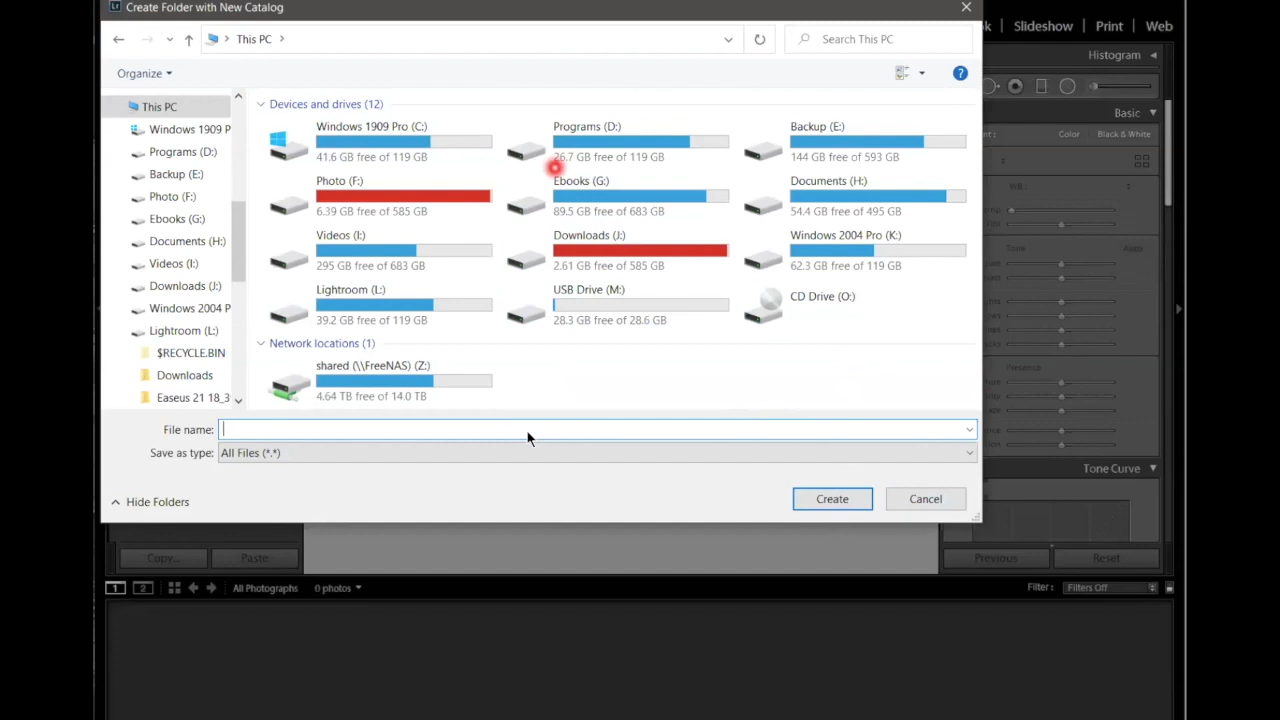 Create Folder with New Catalog
Slideshow | Print | Web
This PC
Search This PC
Histogram
Organize
Basic
Color Black & White
This PC
Windows 1909 P
Programs (D:)
Backup (E:)
Photo (F:)
Ebooks (G:)
Documents (H:)
Videos (I:)
Downloads (J:)
Windows 2004 P
Lightroom (L:)
$RECYCLE.BIN
Downloads
Easeus 21 18_3
Devices and drives (12)
Windows 1909 Pro (C:)
41.6 GB free of 119 GB
Programs (D:)
26.7 GB free of 119 GB
Backup (E:)
144 GB free of 593 GB
Photo (F:)
6.39 GB free of 585 GB
Ebooks (G:)
89.5 GB free of 683 GB
Documents (H:)
54.4 GB free of 495 GB
Videos (I:)
295 GB free of 683 GB
Downloads (J:)
2.61 GB free of 585 GB
Windows 2004 Pro (K:)
62.3 GB free of 119 GB
Lightroom (L:)
39.2 GB free of 119 GB
USB Drive (M:)
28.3 GB free of 28.6 GB
CD Drive (O:)
Network locations (1)
shared (\\FreeNAS) (Z:)
4.64 TB free of 14.0 TB
WB :
Tone
Presence
Tone Curve
File name:
Save as type: All Files (*.*)
Hide Folders
Create
Cancel
Copy...
Paste
Previous
Reset
1 2 All Photographs 0 photos
Filter : Filters Off